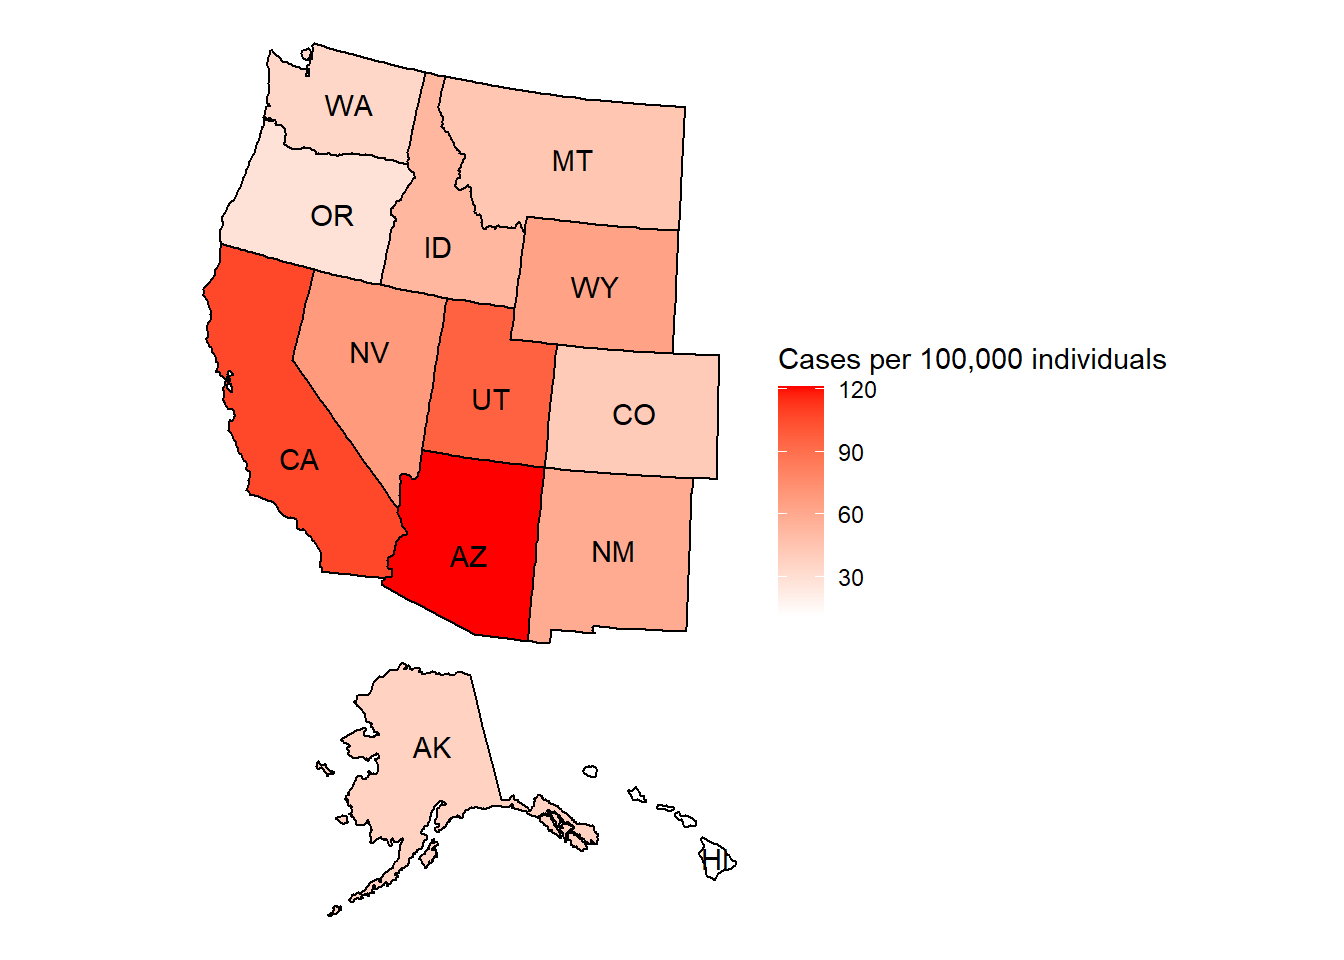 WA
MT
OR
ID
WY
NV
UT
CO
CA
AZ
NM
AK
HI
Cases per 100,000 individuals
120
90
60
30